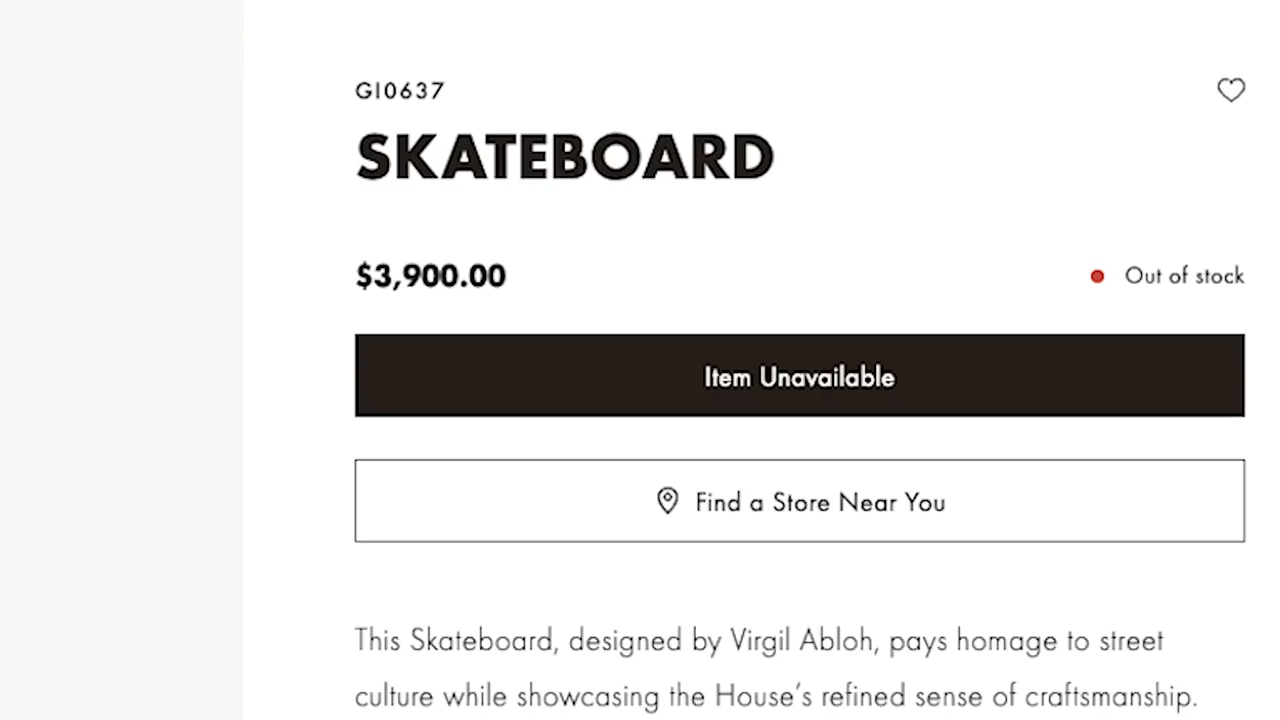 GI0637
SKATEBOARD
$3,900.00
Out of stock
Item Unavailable
Find a Store Near You
This Skateboard, designed by Virgil Abloh, pays homage to street
culture while showcasing the House’s refined sense of craftsmanship.